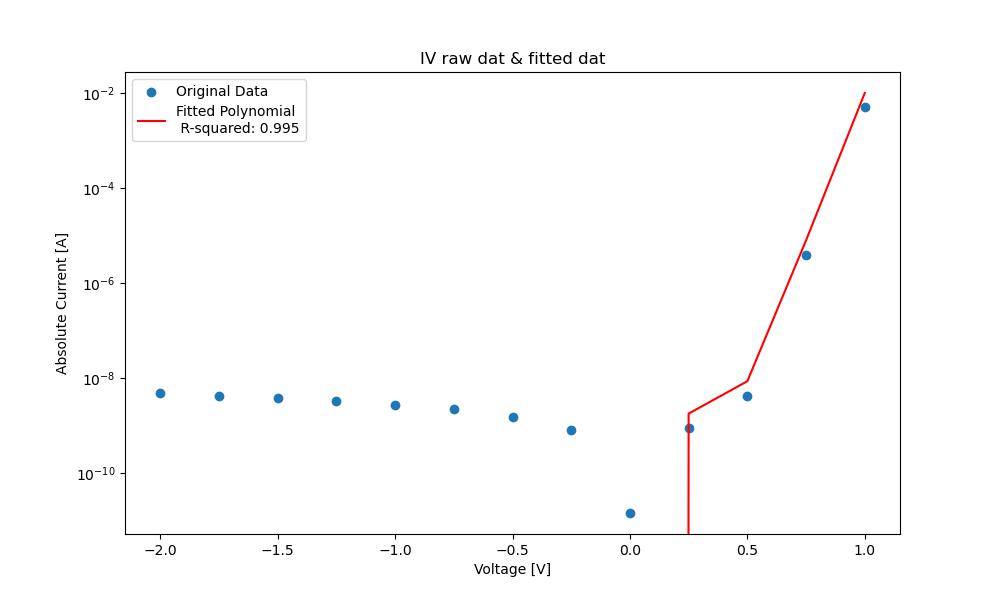 IV raw dat & fitted dat
Original Data
Fitted Polynomial
R-squared: 0.995
Absolute Current [A]
10⁻²
10⁻⁴
10⁻⁶
10⁻⁸
10⁻¹⁰
−2.0 −1.5 −1.0 −0.5 0.0 0.5 1.0
Voltage [V]